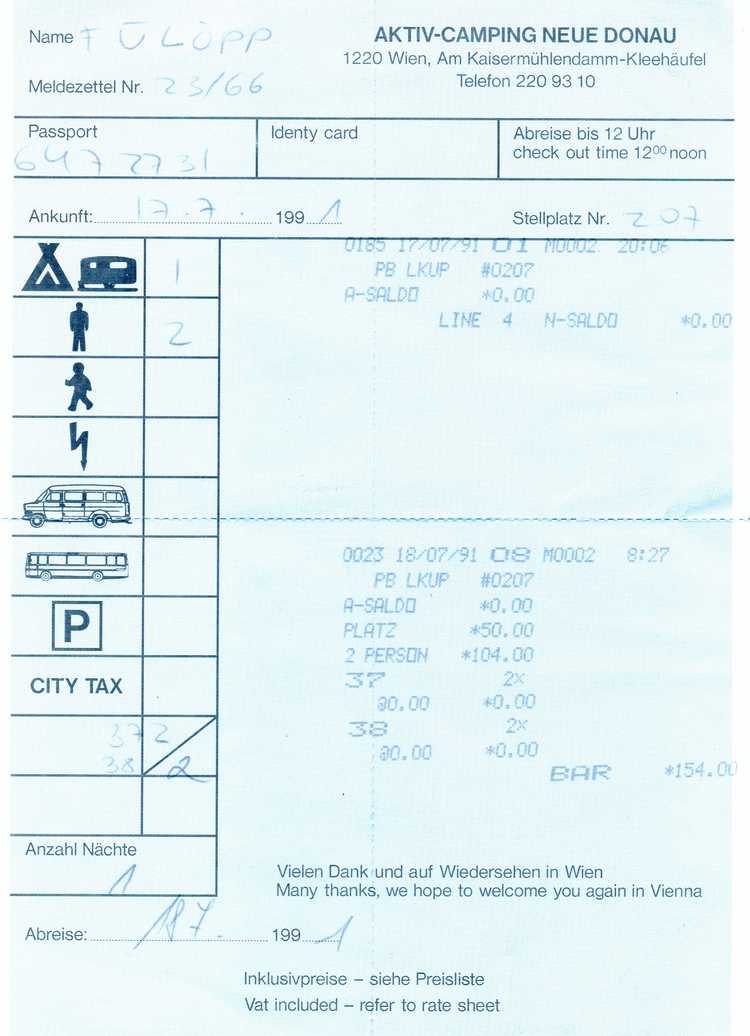 Name FÜLÖPP
AKTIV-CAMPING NEUE DONAU
1220 Wien, Am Kaisermühlendamm-Kleehäufel
Meldezettel Nr. 23/66
Telefon 220 93 10
Passport
6472731
Identy card
Abreise bis 12 Uhr
check out time 12⁰⁰ noon
Ankunft: 17.7. 1991
Stellplatz Nr. 207
1
2
0185 17/07/91 01 M0002 20:06
PB LKUP #0207
A-SALDO *0.00
LINE 4 N-SALDO *0.00
P
CITY TAX
37 2
38 2
0023 18/07/91 08 M0002 8:27
PB LKUP #0207
A-SALDO *0.00
PLATZ *50.00
2 PERSON *104.00
37 2x
@0.00 *0.00
38 2x
@0.00 *0.00
BAR *154.00
Anzahl Nächte
1
Vielen Dank und auf Wiedersehen in Wien
Many thanks, we hope to welcome you again in Vienna
Abreise: 187. 1991
Inklusivpreise – siehe Preisliste
Vat included – refer to rate sheet